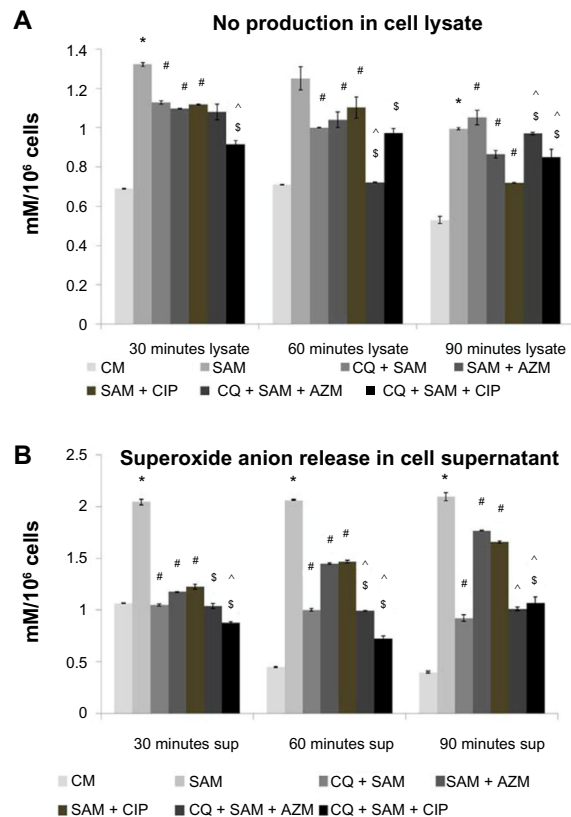 A
No production in cell lysate
mM/10⁶ cells
1.4
1.2
1
0.8
0.6
0.4
0.2
0
*
#
#
#
^
$
#
#
#
^
$
$
*
#
#
#
^
$
^
$
30 minutes lysate
60 minutes lysate
90 minutes lysate
CM
SAM
CQ + SAM
SAM + AZM
SAM + CIP
CQ + SAM + AZM
CQ + SAM + CIP
B
Superoxide anion release in cell supernatant
mM/10⁶ cells
2.5
2
1.5
1
0.5
0
*
#
#
#
$
^
$
*
#
#
#
^
$
^
$
*
#
#
#
^
^
$
30 minutes sup
60 minutes sup
90 minutes sup
CM
SAM
CQ + SAM
SAM + AZM
SAM + CIP
CQ + SAM + AZM
CQ + SAM + CIP